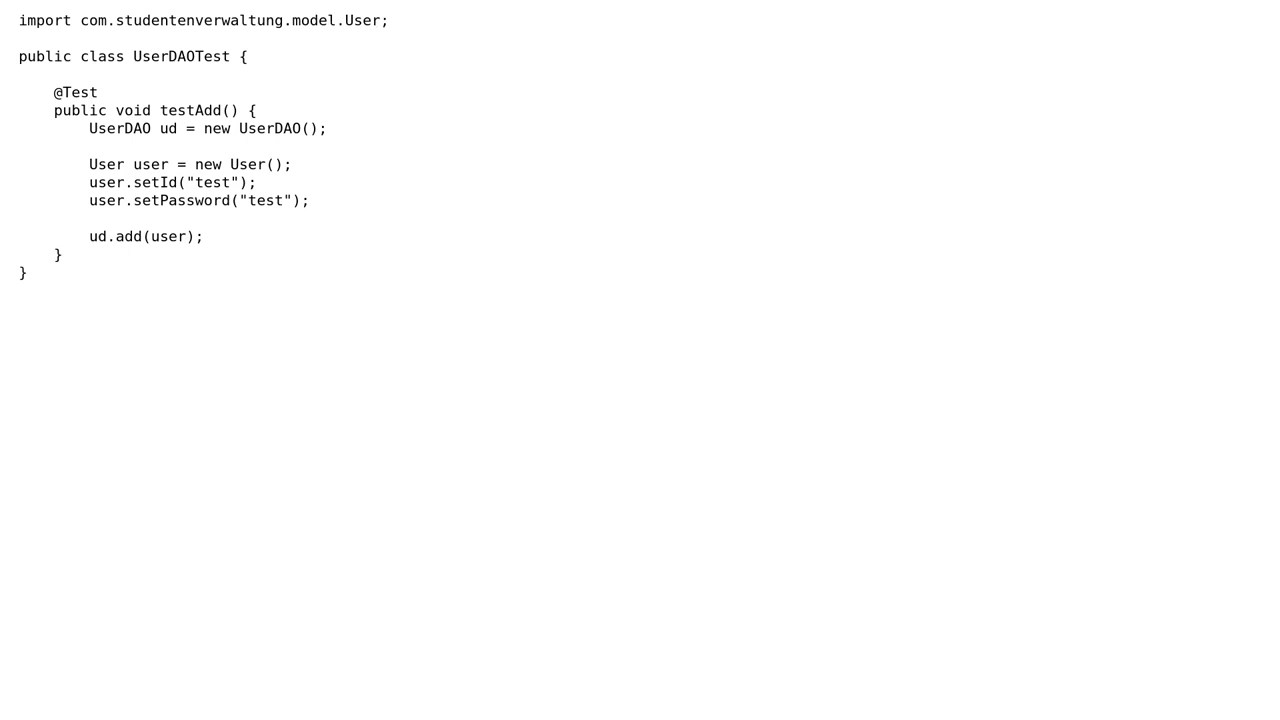 import com.studentenverwaltung.model.User;

public class UserDAOTest {

    @Test
    public void testAdd() {
        UserDAO ud = new UserDAO();

        User user = new User();
        user.setId("test");
        user.setPassword("test");

        ud.add(user);
    }
}